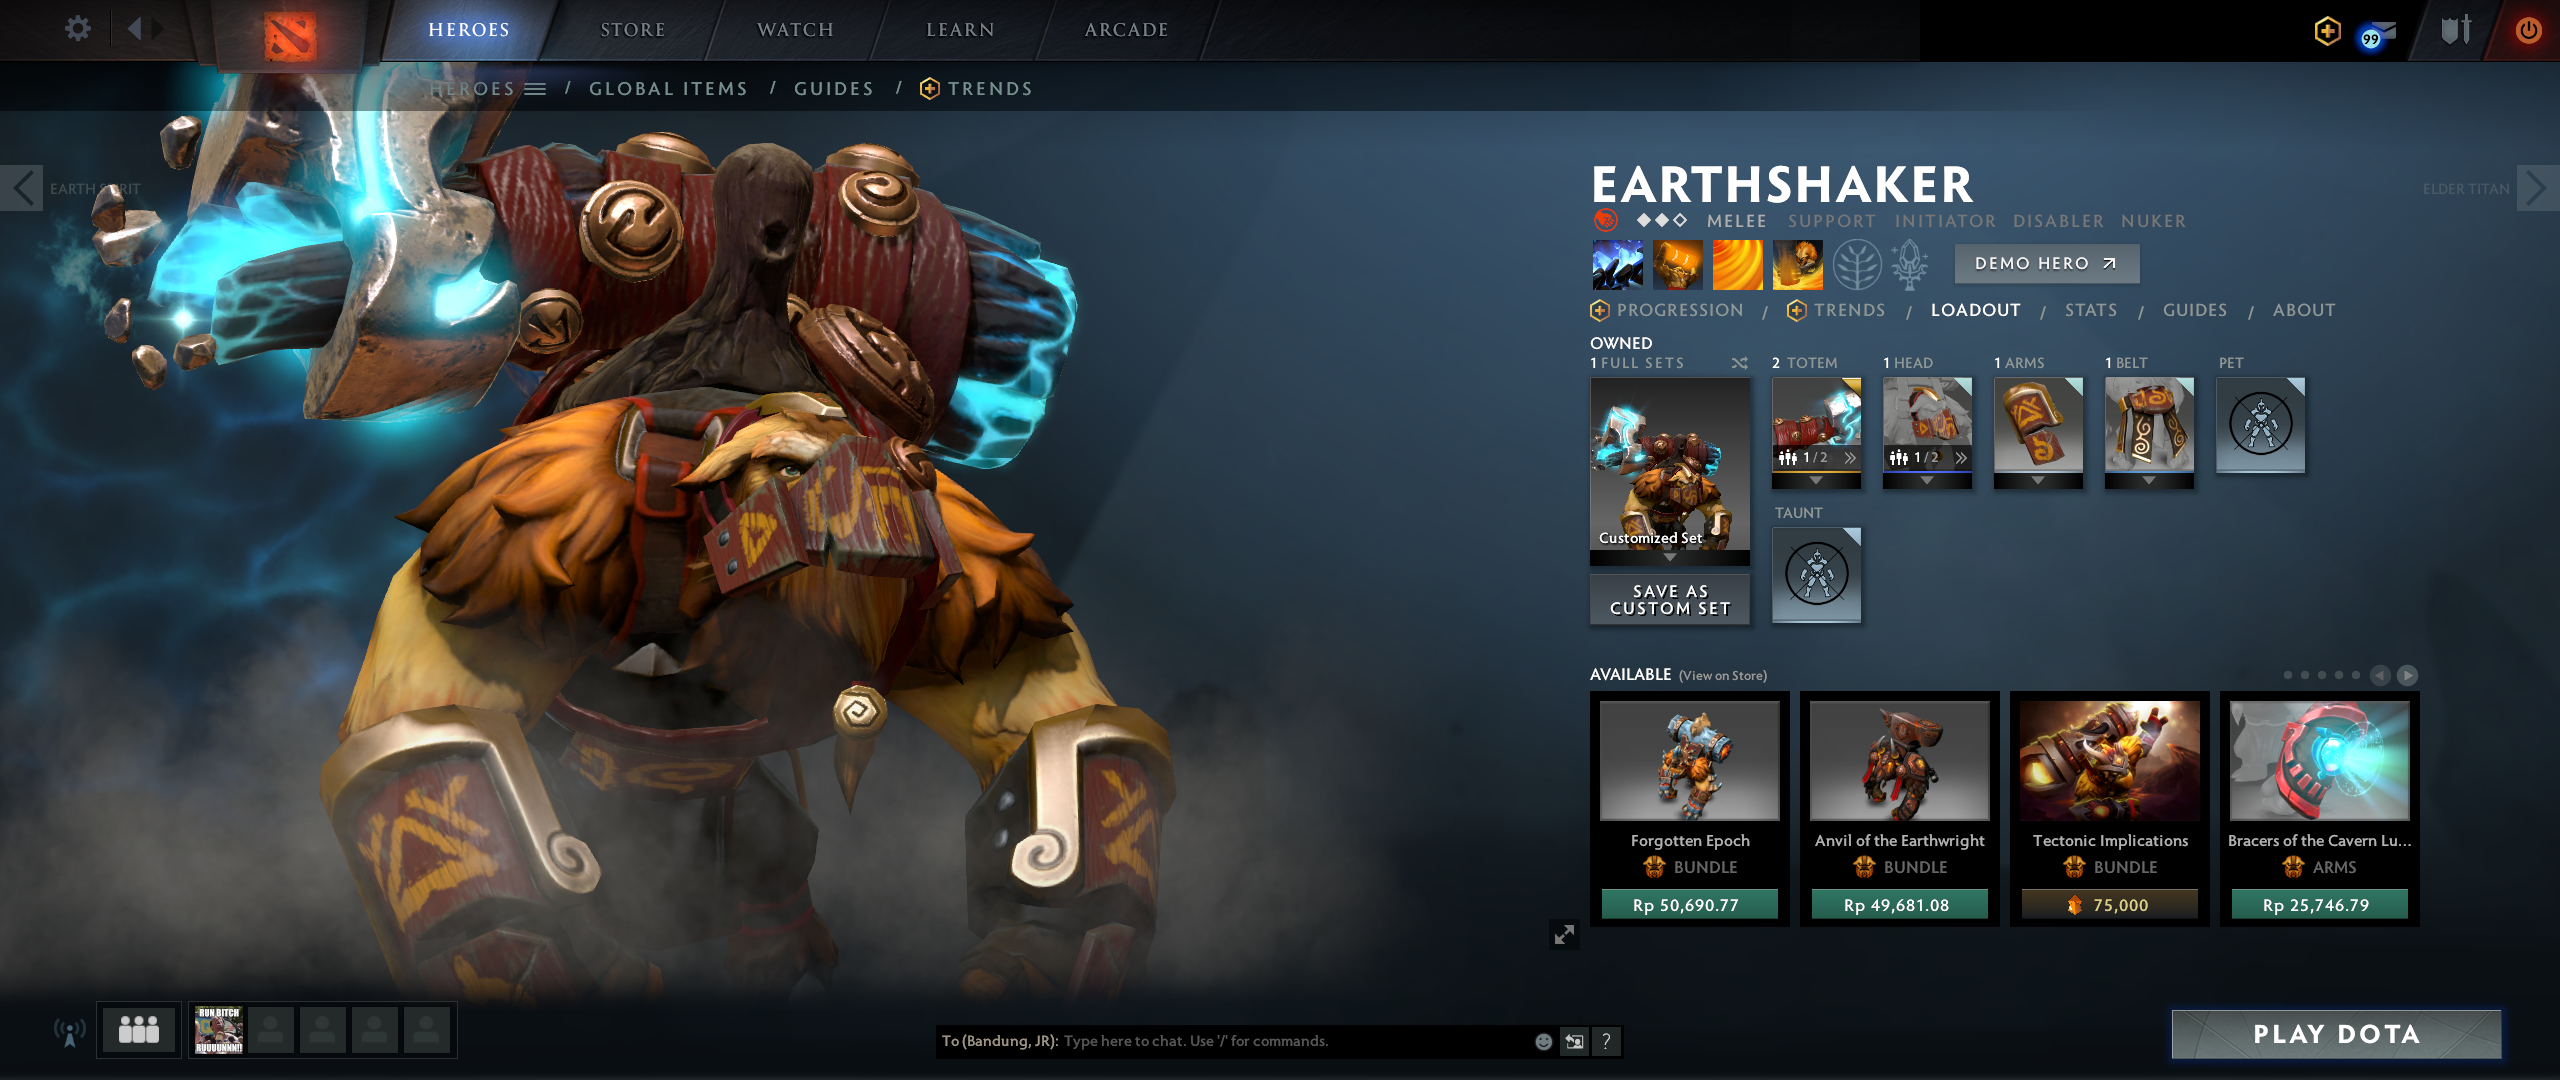 HEROES
STORE
WATCH
LEARN
ARCADE
99
HEROES / GLOBAL ITEMS / GUIDES / TRENDS
EARTH SPIRIT
ELDER TITAN
EARTHSHAKER
MELEE SUPPORT INITIATOR DISABLER NUKER
DEMO HERO
PROGRESSION / TRENDS / LOADOUT / STATS / GUIDES / ABOUT
OWNED
1 FULL SETS
2 TOTEM
1 HEAD
1 ARMS
1 BELT
PET
1/2
1/2
Customized Set
TAUNT
SAVE AS
CUSTOM SET
AVAILABLE (View on Store)
Forgotten Epoch
BUNDLE
Rp 50,690.77
Anvil of the Earthwright
BUNDLE
Rp 49,681.08
Tectonic Implications
BUNDLE
75,000
Bracers of the Cavern Lu...
ARMS
Rp 25,746.79
RUN BITCH
RUUUUNNN!!
To (Bandung, JR): Type here to chat. Use '/' for commands.
?
PLAY DOTA